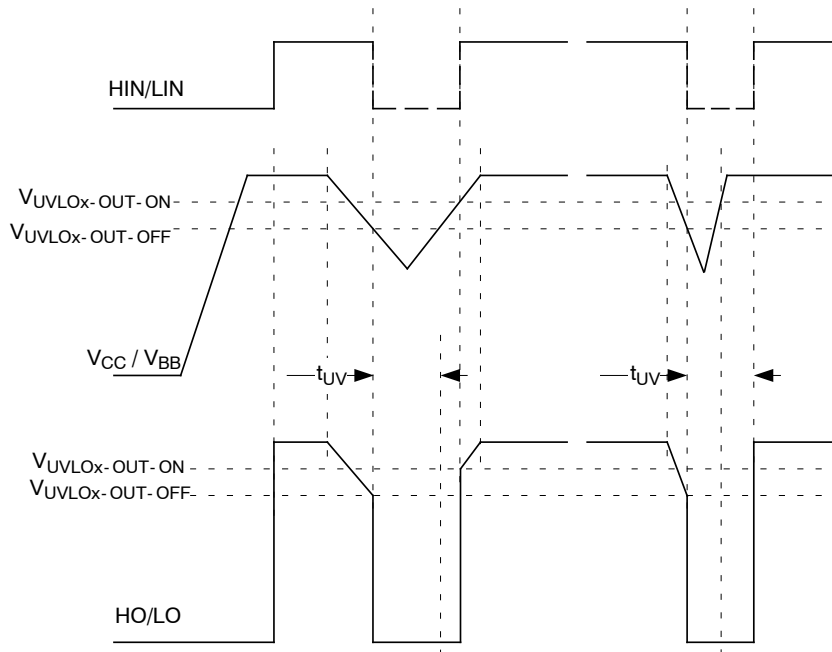 HIN/LIN
VUVLOx-OUT-ON
VUVLOx-OUT-OFF
VCC / VBB
tUV
tUV
VUVLOx-OUT-ON
VUVLOx-OUT-OFF
HO/LO